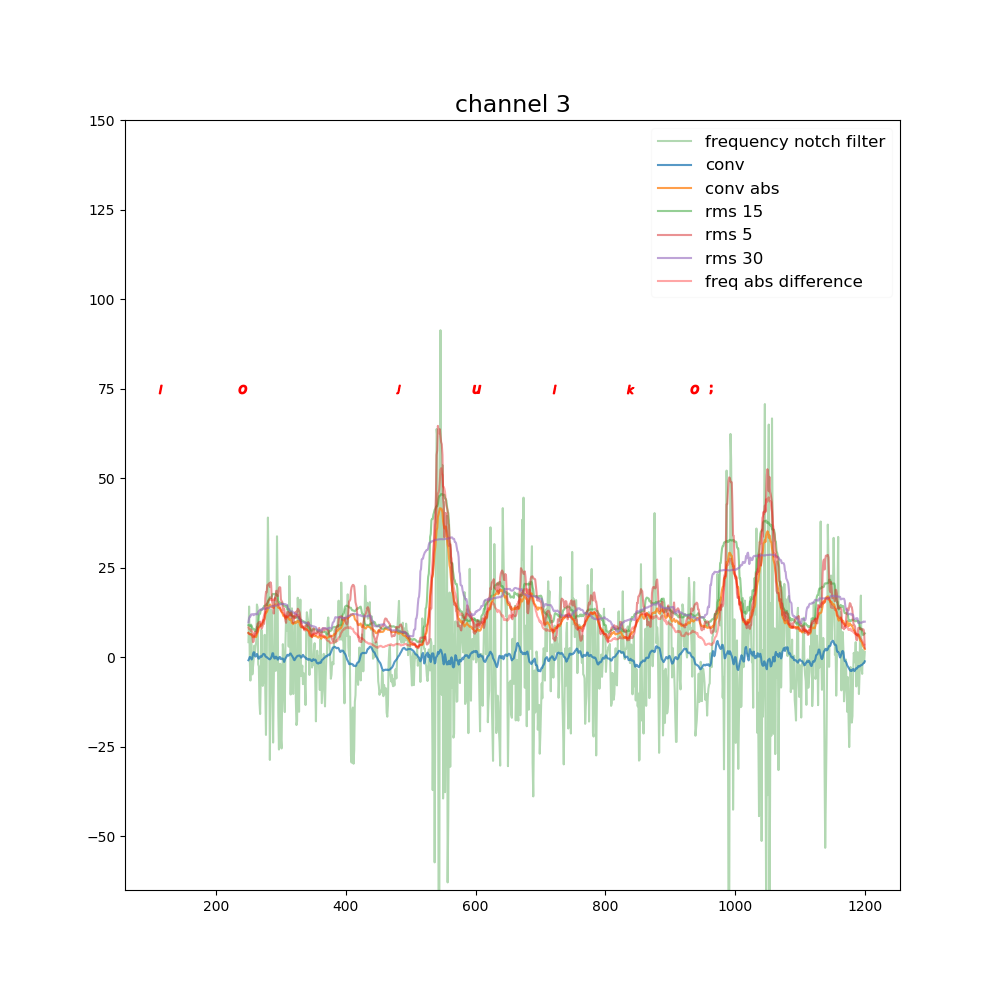 channel 3
150
125
100
75
50
25
0
−25
−50
frequency notch filter
conv
conv abs
rms 15
rms 5
rms 30
freq abs difference
l o j u l k o ;
200 400 600 800 1000 1200